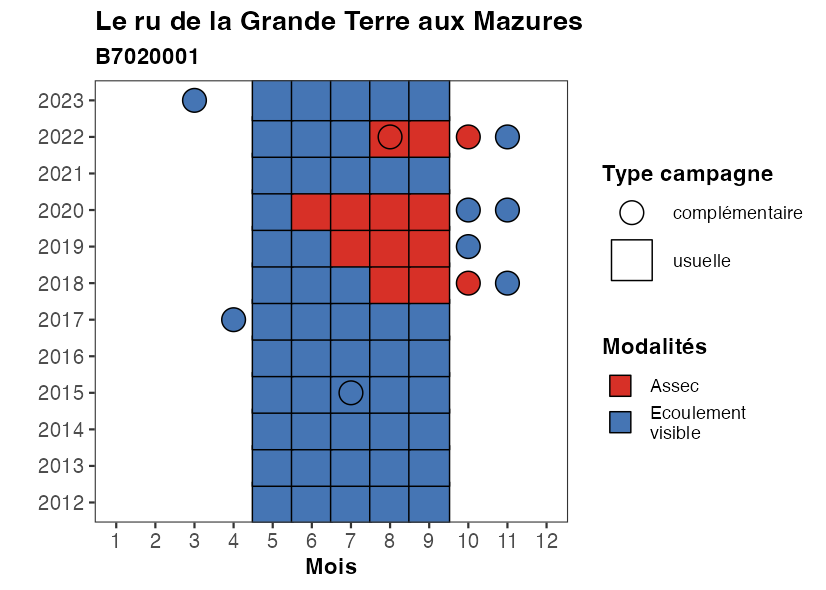 Le ru de la Grande Terre aux Mazures
B7020001
2023
2022
2021
2020
2019
2018
2017
2016
2015
2014
2013
2012
1 2 3 4 5 6 7 8 9 10 11 12
Mois
Type campagne
complémentaire
usuelle
Modalités
Assec
Ecoulement
visible